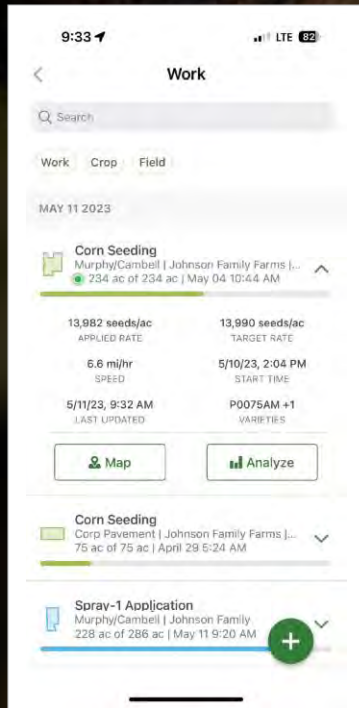 9:33
LTE 82
Work
Search
Work Crop Field
MAY 11 2023
Corn Seeding
Murphy/Cambell | Johnson Family Farms |...
234 ac of 234 ac | May 04 10:44 AM
13,982 seeds/ac 13,990 seeds/ac
APPLIED RATE TARGET RATE
6.6 mi/hr 5/10/23, 2:04 PM
SPEED START TIME
5/11/23, 9:32 AM P0075AM +1
LAST UPDATED VARIETIES
Map Analyze
Corn Seeding
Corp Pavement | Johnson Family Farms |...
75 ac of 75 ac | April 29 5:24 AM
Spray-1 Application
Murphy/Cambell | Johnson Family
228 ac of 286 ac | May 11 9:20 AM